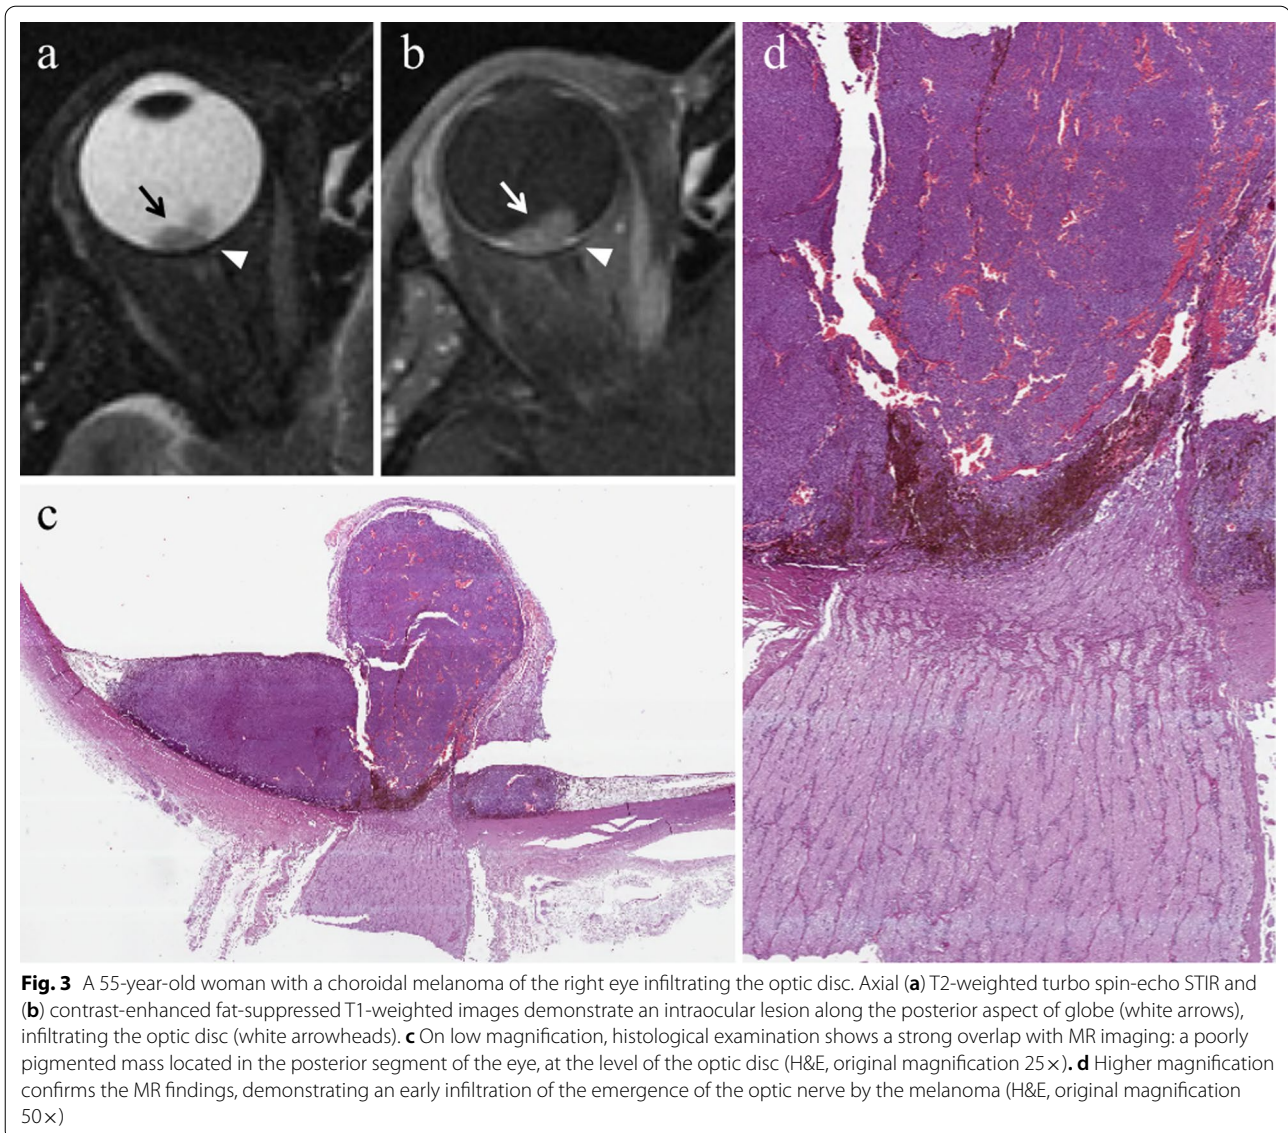 a
b
d
c
Fig. 3 A 55-year-old woman with a choroidal melanoma of the right eye infiltrating the optic disc. Axial (a) T2-weighted turbo spin-echo STIR and
(b) contrast-enhanced fat-suppressed T1-weighted images demonstrate an intraocular lesion along the posterior aspect of globe (white arrows),
infiltrating the optic disc (white arrowheads). c On low magnification, histological examination shows a strong overlap with MR imaging: a poorly
pigmented mass located in the posterior segment of the eye, at the level of the optic disc (H&E, original magnification 25×). d Higher magnification
confirms the MR findings, demonstrating an early infiltration of the emergence of the optic nerve by the melanoma (H&E, original magnification
50×)